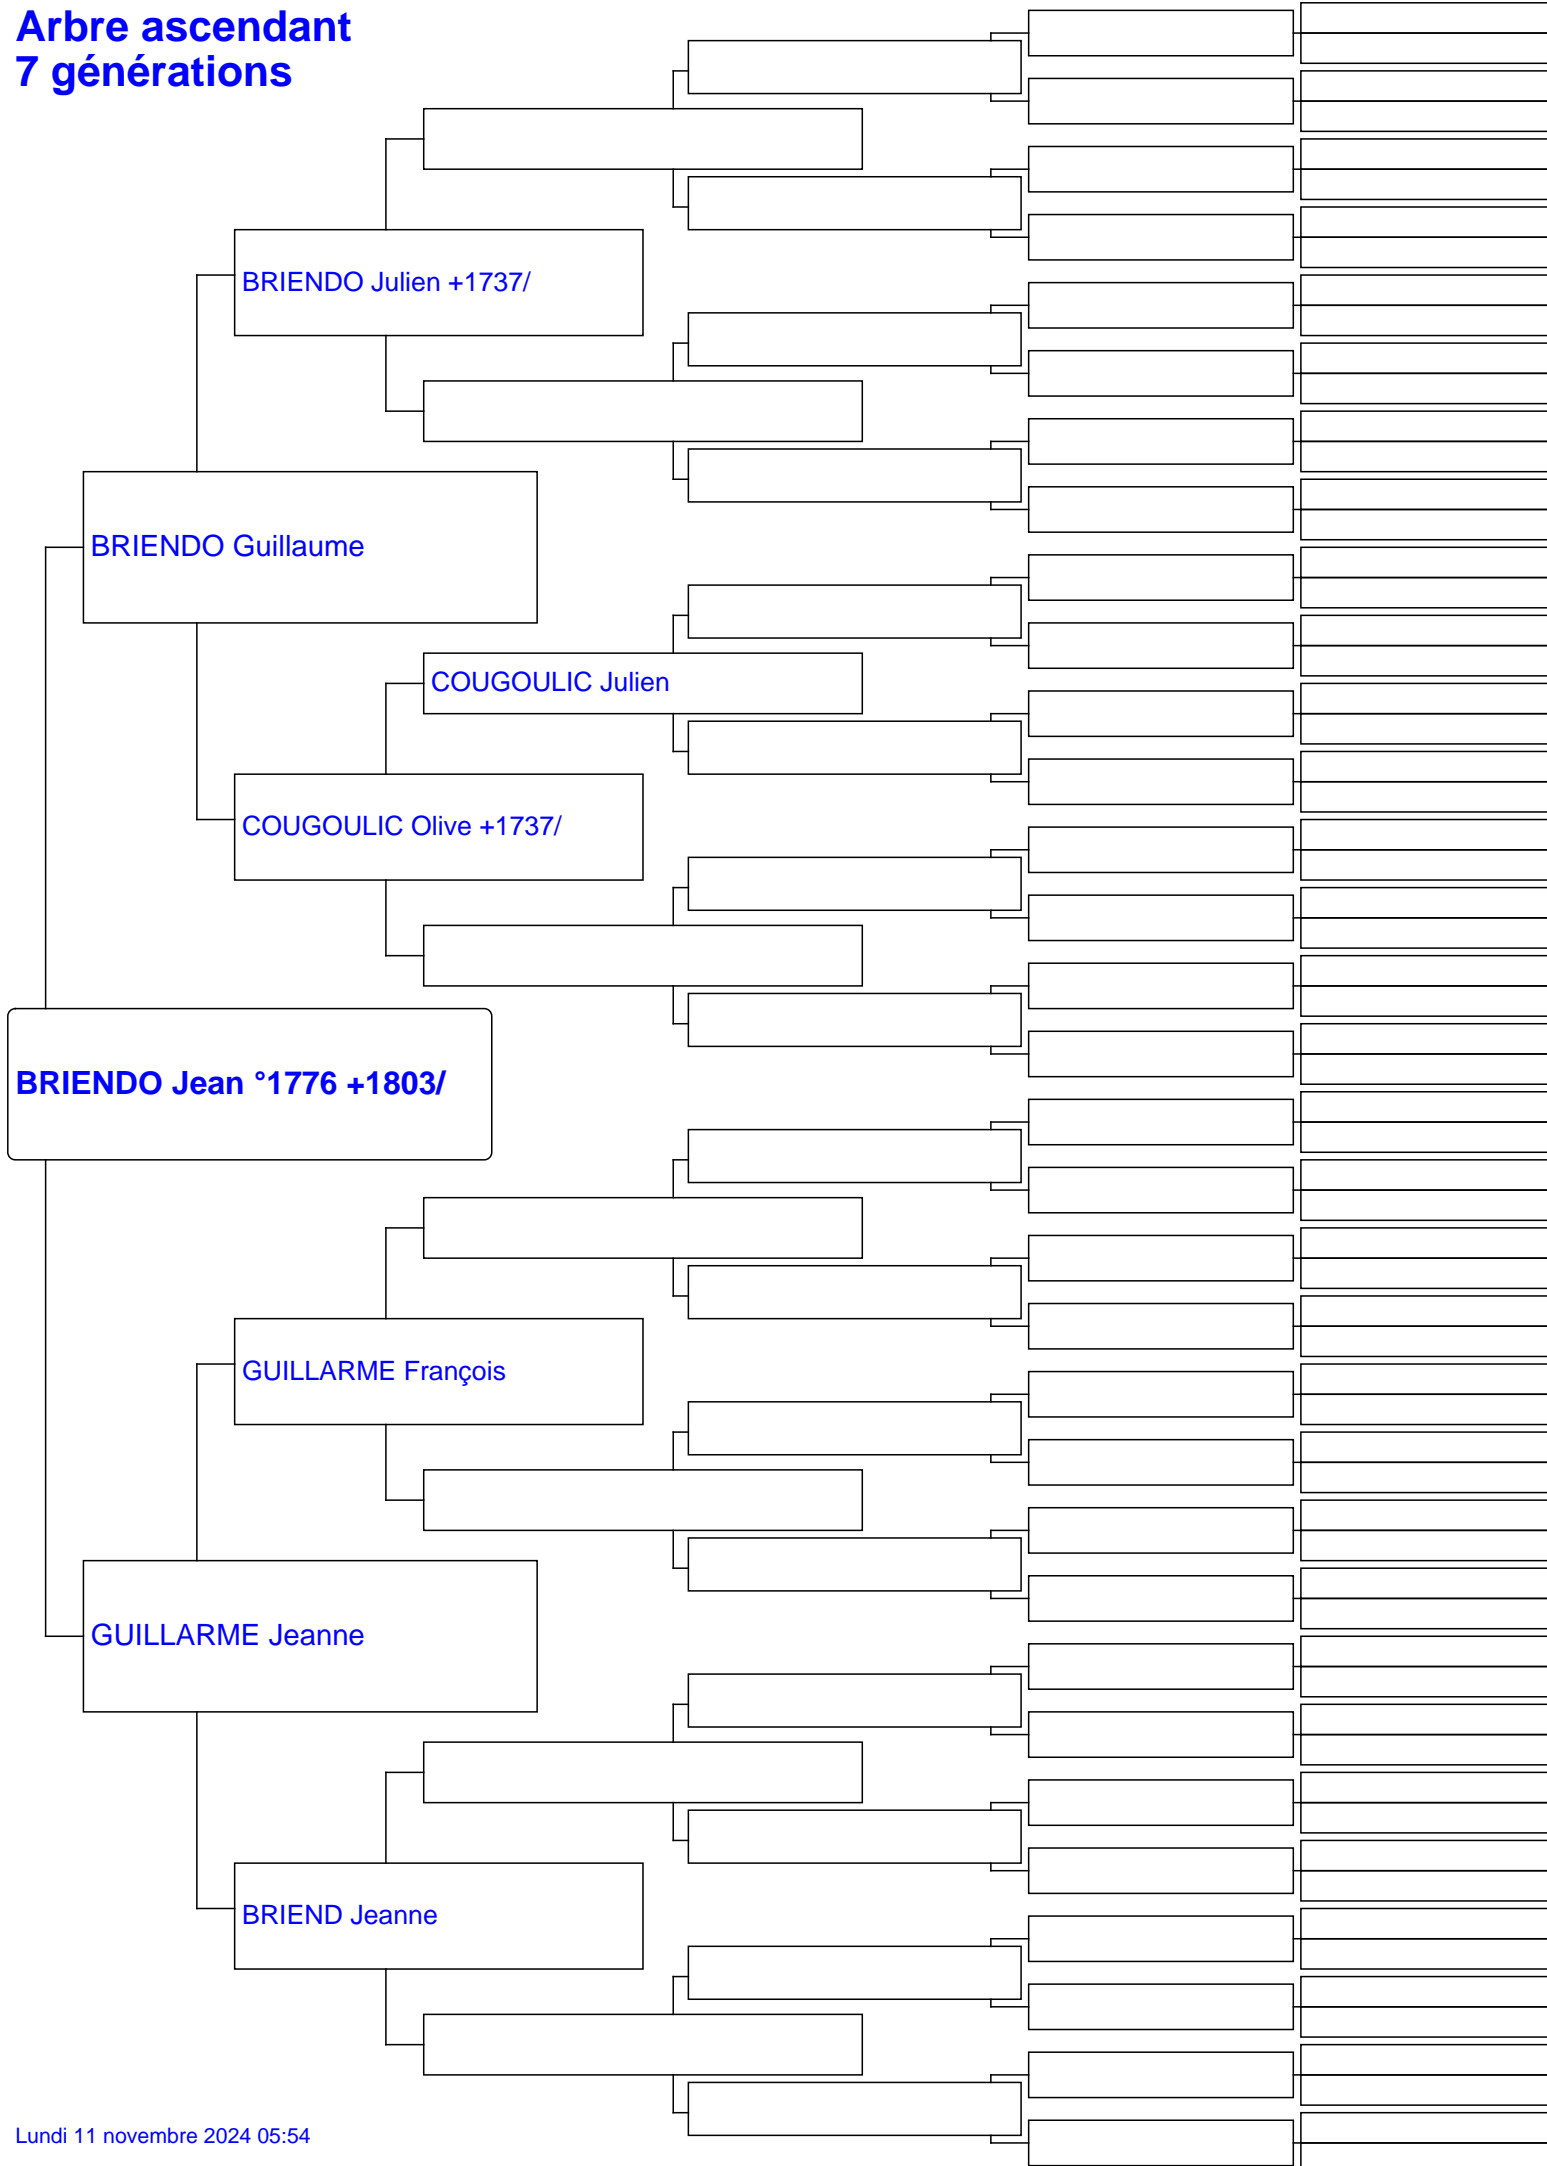 Arbre ascendant
7 générations
BRIENDO Julien +1737/
BRIENDO Guillaume
COUGOULIC Julien
COUGOULIC Olive +1737/
BRIENDO Jean °1776 +1803/
GUILLARME François
GUILLARME Jeanne
BRIEND Jeanne
Lundi 11 novembre 2024 05:54